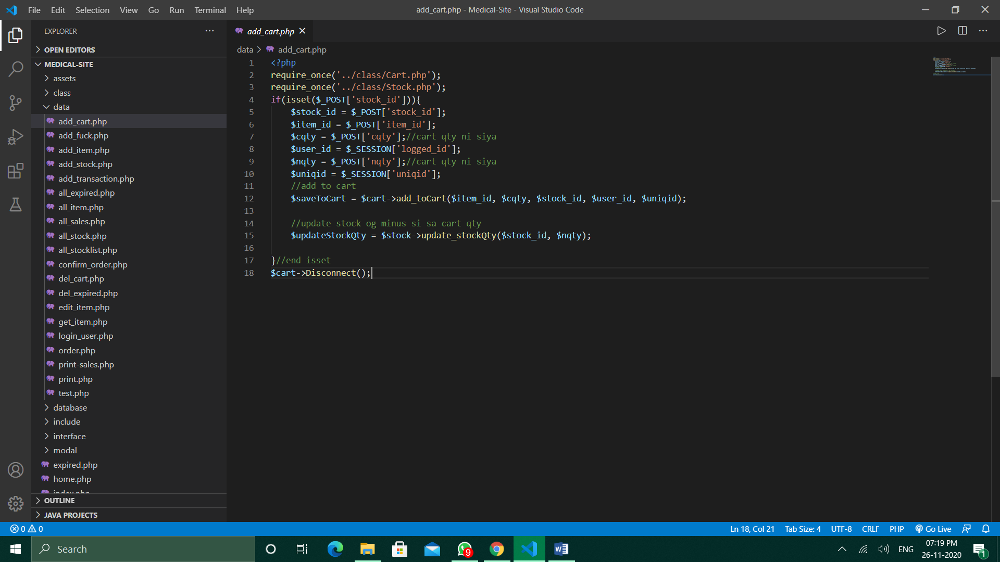 File Edit Selection View Go Run Terminal Help
add_cart.php - Medical-Site - Visual Studio Code
EXPLORER
OPEN EDITORS
MEDICAL-SITE
assets
class
data
add_cart.php
add_fuck.php
add_item.php
add_stock.php
add_transaction.php
all_expired.php
all_item.php
all_sales.php
all_stock.php
all_stocklist.php
confirm_order.php
del_cart.php
del_expired.php
edit_item.php
get_item.php
login_user.php
order.php
print-sales.php
print.php
test.php
database
include
interface
modal
expired.php
home.php
index.php
OUTLINE
JAVA PROJECTS
add_cart.php
data > add_cart.php
1 <?php
2 require_once('../class/Cart.php');
3 require_once('../class/Stock.php');
4 if(isset($_POST['stock_id'])){
5 $stock_id = $_POST['stock_id'];
6 $item_id = $_POST['item_id'];
7 $cqty = $_POST['cqty'];//cart qty ni siya
8 $user_id = $_SESSION['logged_id'];
9 $nqty = $_POST['nqty'];//cart qty ni siya
10 $uniqid = $_SESSION['uniqid'];
11 //add to cart
12 $saveToCart = $cart->add_toCart($item_id, $cqty, $stock_id, $user_id, $uniqid);
13
14 //update stock og minus si sa cart qty
15 $updateStockQty = $stock->update_stockQty($stock_id, $nqty);
16
17 }//end isset
18 $cart->Disconnect();
0 0
Ln 18, Col 21 Tab Size: 4 UTF-8 CRLF PHP Go Live
Search
9
ENG
07:19 PM
26-11-2020
1